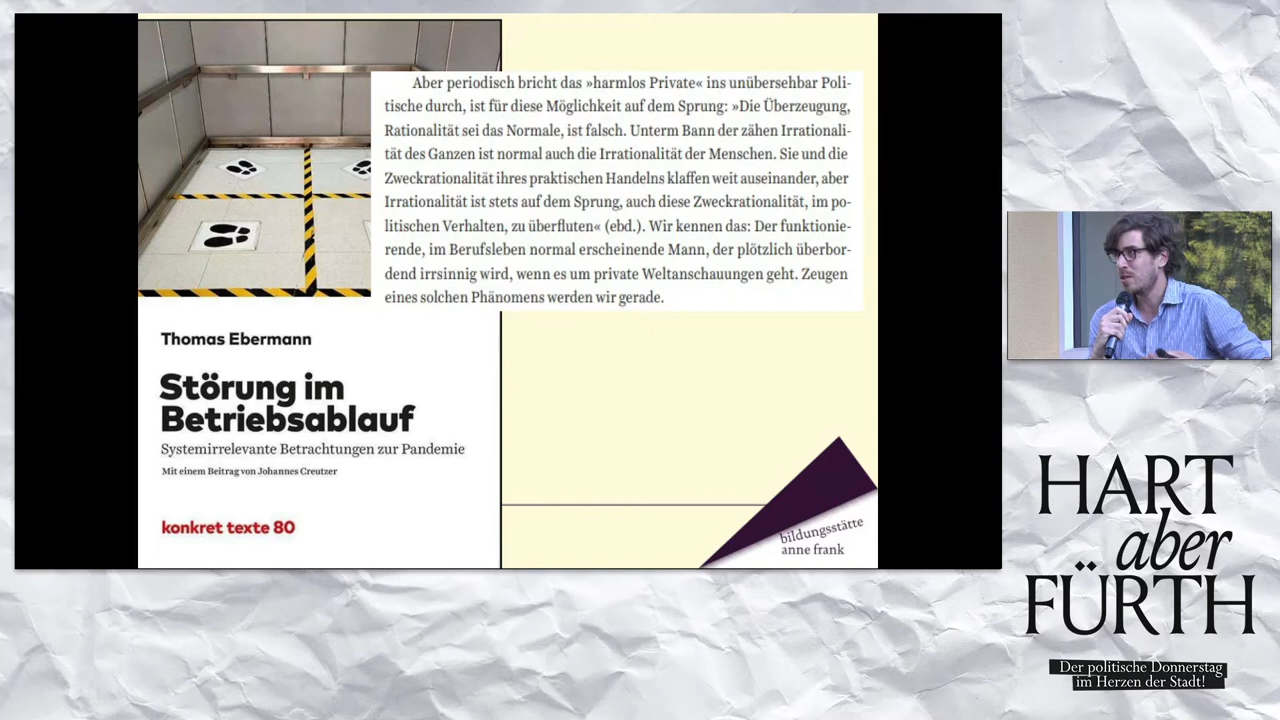 Aber periodisch bricht das »harmlos Private« ins unübersehbar Poli-
tische durch, ist für diese Möglichkeit auf dem Sprung: »Die Überzeugung,
Rationalität sei das Normale, ist falsch. Unterm Bann der zähen Irrationali-
tät des Ganzen ist normal auch die Irrationalität der Menschen. Sie und die
Zweckrationalität ihres praktischen Handelns klaffen weit auseinander, aber
Irrationalität ist stets auf dem Sprung, auch diese Zweckrationalität, im po-
litischen Verhalten, zu überfluten« (ebd.). Wir kennen das: Der funktionie-
rende, im Berufsleben normal erscheinende Mann, der plötzlich überbor-
dend irrsinnig wird, wenn es um private Weltanschauungen geht. Zeugen
eines solchen Phänomens werden wir gerade.
Thomas Ebermann
Störung im
Betriebsablauf
Systemirrelevante Betrachtungen zur Pandemie
Mit einem Beitrag von Johannes Creutzer
konkret texte 80
bildungsstätte
anne frank
HART
aber
FÜRTH
Der politische Donnerstag
im Herzen der Stadt!